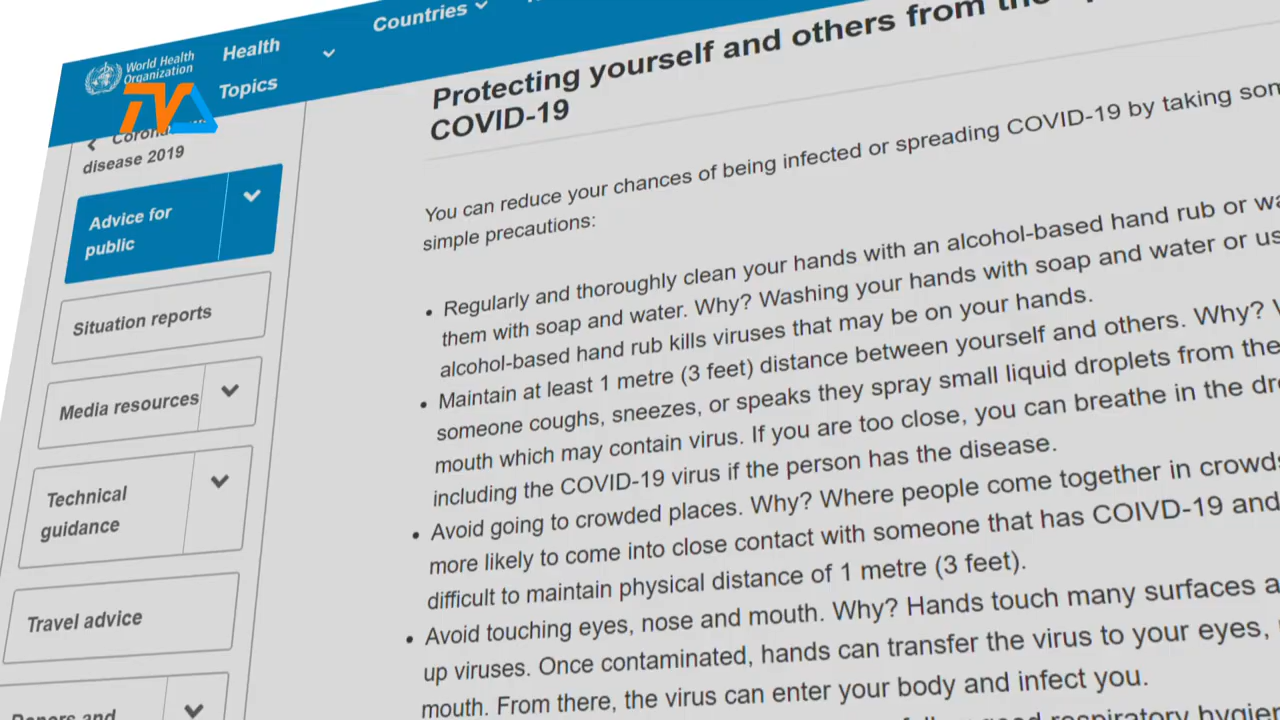 World Health
Organization
Health
Topics
Countries
TVA
disease 2019
Advice for
public
Situation reports
Media resources
Technical
guidance
Travel advice
Donors and
Protecting yourself and others from the
COVID-19
You can reduce your chances of being infected or spreading COVID-19 by taking
simple precautions:
• Regularly and thoroughly clean your hands with an alcohol-based hand rub or
them with soap and water. Why? Washing your hands with soap and water or
alcohol-based hand rub kills viruses that may be on your hands.
• Maintain at least 1 metre (3 feet) distance between yourself and others. Why?
someone coughs, sneezes, or speaks they spray small liquid droplets from the
mouth which may contain virus. If you are too close, you can breathe in the
including the COVID-19 virus if the person has the disease.
• Avoid going to crowded places. Why? Where people come together in
more likely to come into close contact with someone that has COIVD-19 and
difficult to maintain physical distance of 1 metre (3 feet).
• Avoid touching eyes, nose and mouth. Why? Hands touch many surfaces
up viruses. Once contaminated, hands can transfer the virus to your eyes,
mouth. From there, the virus can enter your body and infect you.
good respiratory